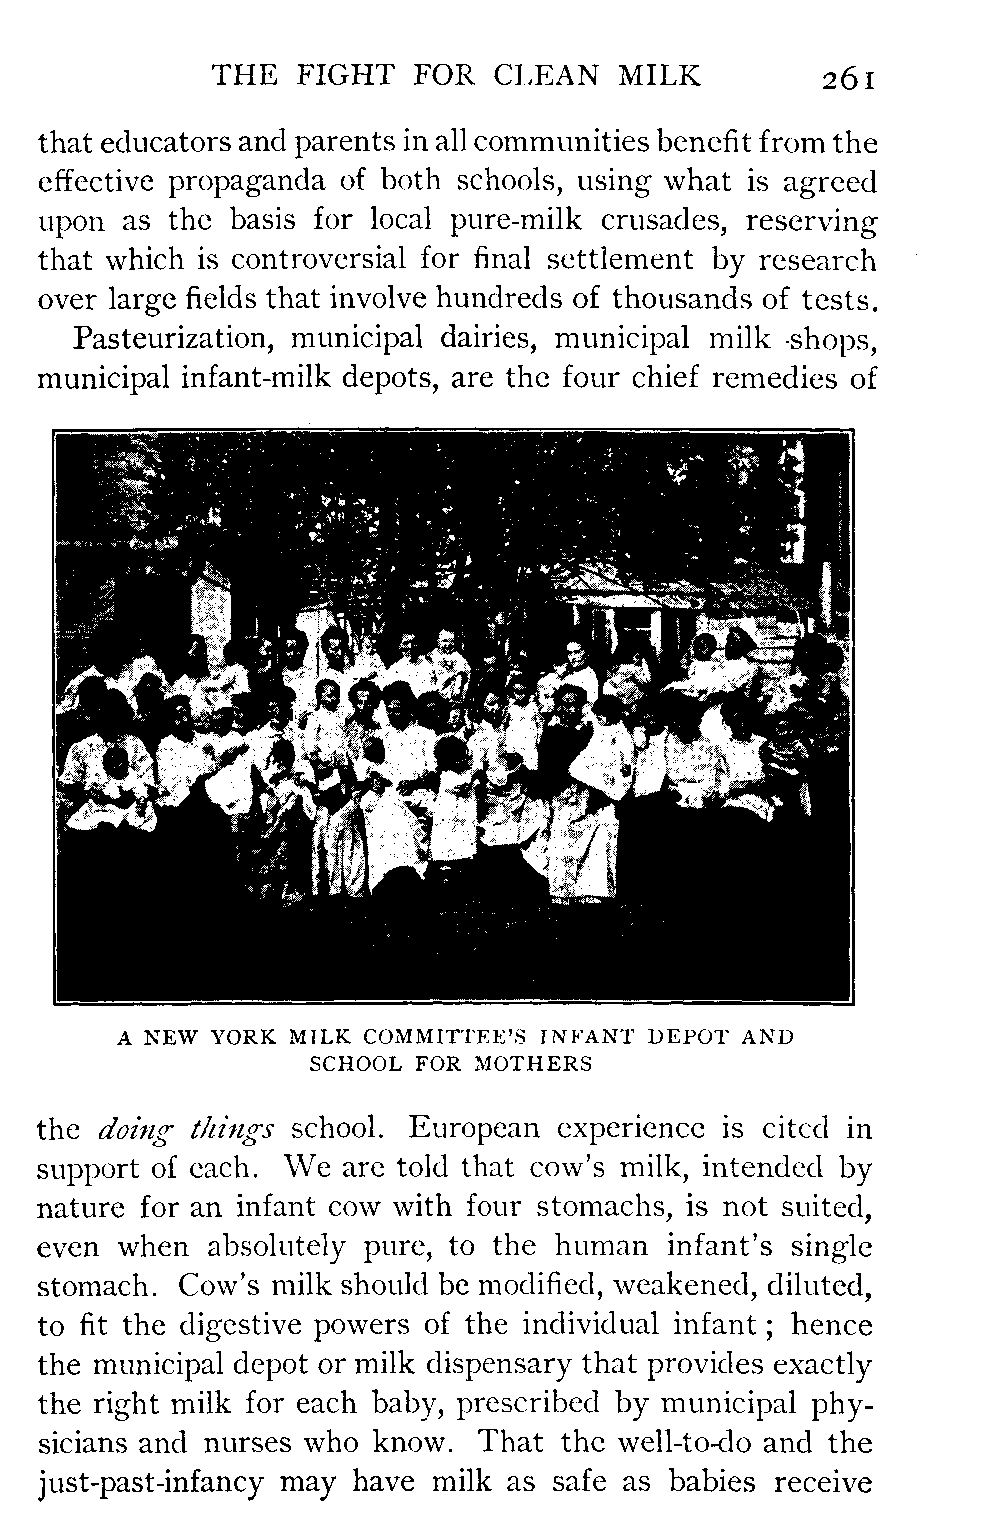 THE FIGHT FOR CLEAN MILK 261
that educators and parents in all communities benefit from the
effective propaganda of both schools, using what is agreed
upon as the basis for local pure-milk crusades, reserving
that which is controversial for final settlement by research
over large fields that involve hundreds of thousands of tests.
Pasteurization, municipal dairies, municipal milk shops,
municipal infant-milk depots, are the four chief remedies of
A NEW YORK MILK COMMITTEE'S INFANT DEPOT AND
SCHOOL FOR MOTHERS
the doing things school. European experience is cited in
support of each. We are told that cow's milk, intended by
nature for an infant cow with four stomachs, is not suited,
even when absolutely pure, to the human infant's single
stomach. Cow's milk should be modified, weakened, diluted,
to fit the digestive powers of the individual infant; hence
the municipal depot or milk dispensary that provides exactly
the right milk for each baby, prescribed by municipal phy-
sicians and nurses who know. That the well-to-do and the
just-past-infancy may have milk as safe as babies receive